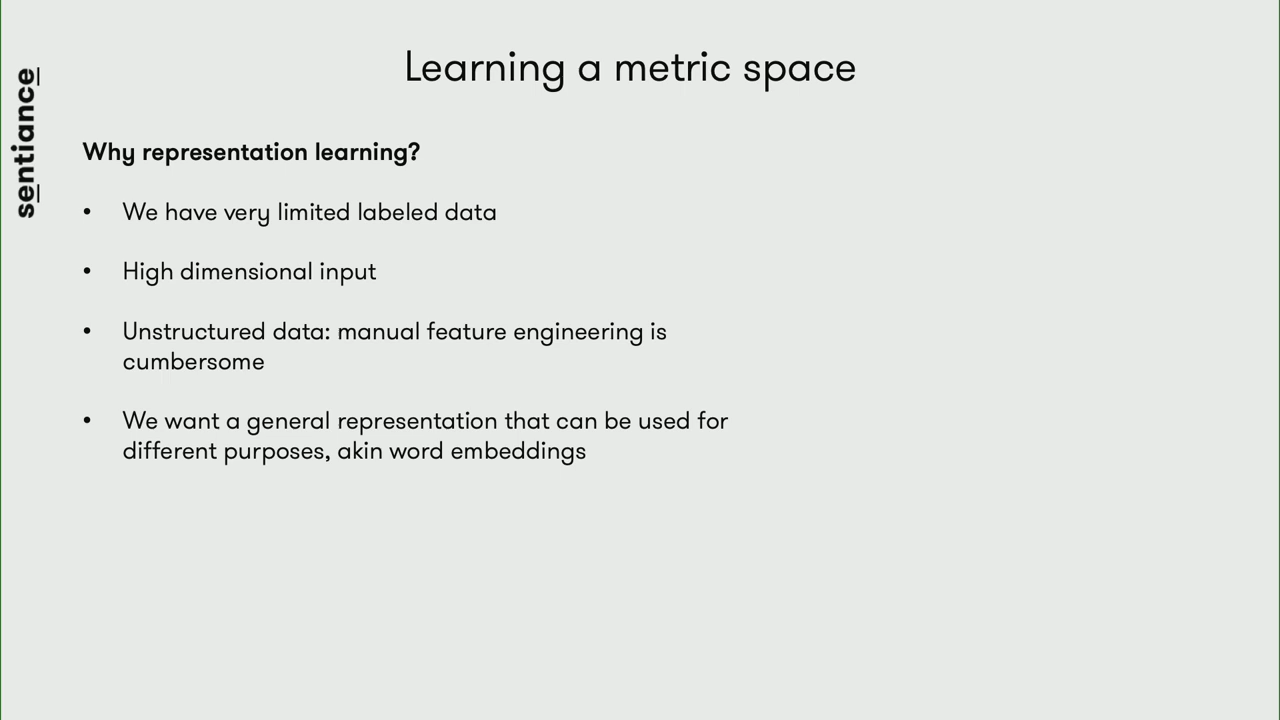 Learning a metric space
sentiance
Why representation learning?
• We have very limited labeled data
• High dimensional input
• Unstructured data: manual feature engineering is
cumbersome
• We want a general representation that can be used for
different purposes, akin word embeddings